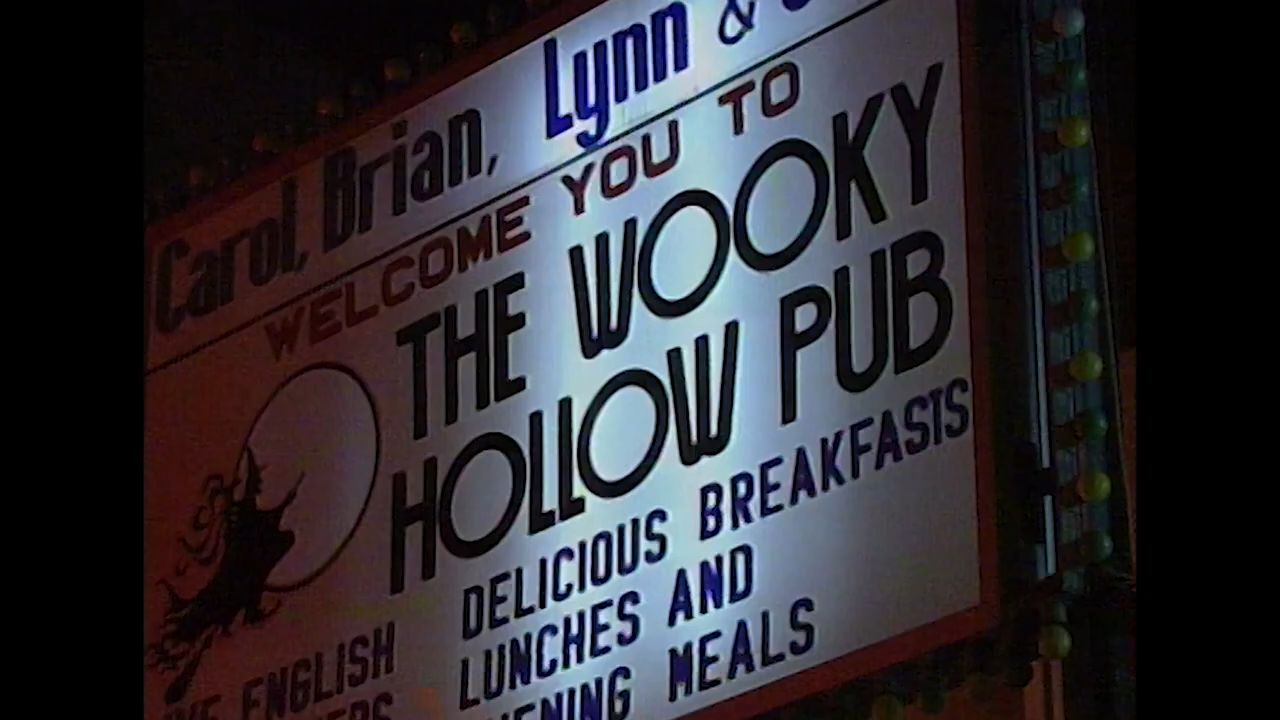 Carol, Brian, Lynn &
WELCOME YOU TO
THE WOOKY
HOLLOW PUB
DELICIOUS BREAKFASTS
LUNCHES AND
MEALS
ENGLISH